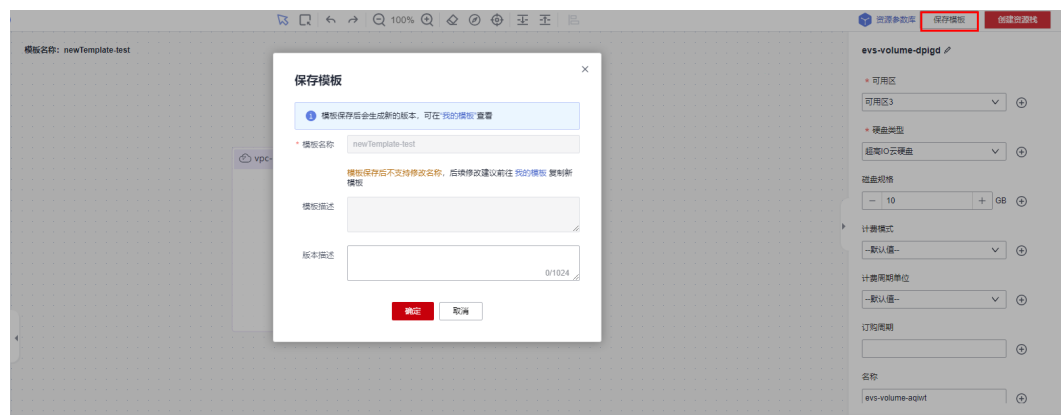 100%
资源参数库
保存模板
创建资源栈
模板名称：newTemplate-test
evs-volume-dpigd
保存模板
模板保存后会生成新的版本，可在"我的模板"查看
* 模板名称
newTemplate-test
模板保存后不支持修改名称，后续修改建议前往 我的模板 复制新
模板
模板描述
版本描述
0/1024
确定
取消
vpc-
* 可用区
可用区3
* 硬盘类型
超高IO云硬盘
磁盘规格
10
GB
计费模式
--默认值--
计费周期单位
--默认值--
订购周期
名称
evs-volume-aqiwt